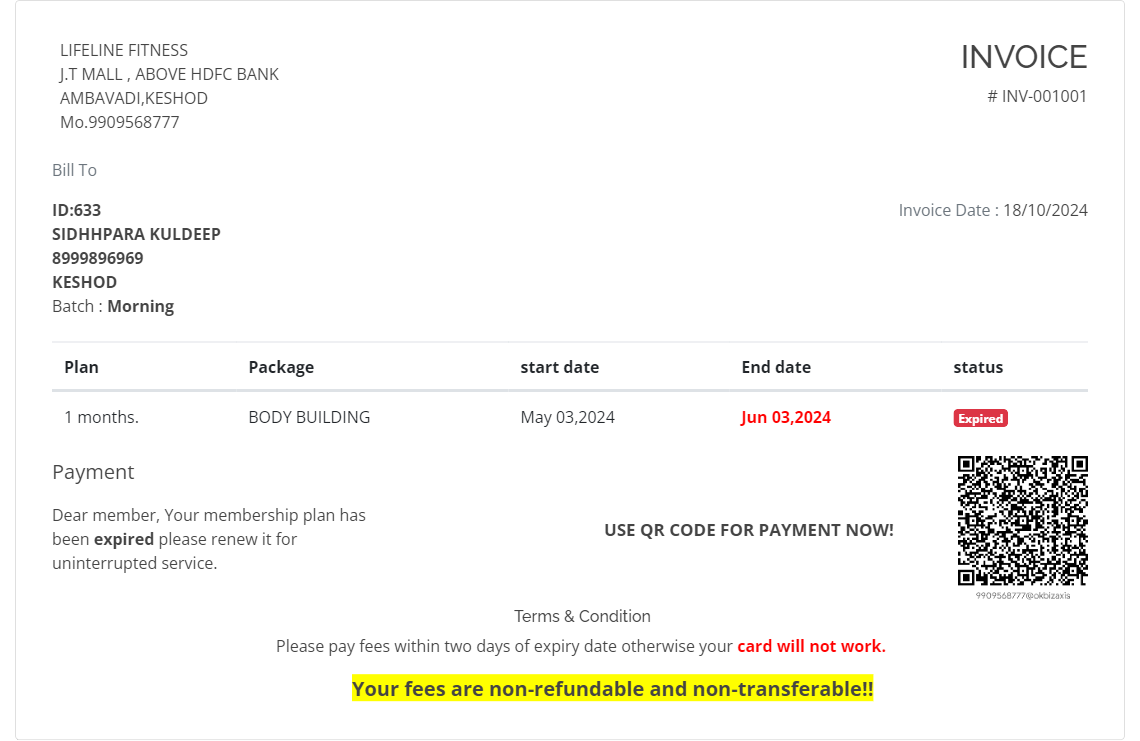 LIFELINE FITNESS
J.T MALL , ABOVE HDFC BANK
AMBAVADI,KESHOD
Mo.9909568777
INVOICE
# INV-001001
Bill To
ID:633
SIDHHPARA KULDEEP
8999896969
KESHOD
Batch : Morning
Invoice Date : 18/10/2024
Plan Package start date End date status
1 months. BODY BUILDING May 03,2024 Jun 03,2024 Expired
Payment
Dear member, Your membership plan has
been expired please renew it for
uninterrupted service.
USE QR CODE FOR PAYMENT NOW!
9909568777@okbizaxis
Terms & Condition
Please pay fees within two days of expiry date otherwise your card will not work.
Your fees are non-refundable and non-transferable!!